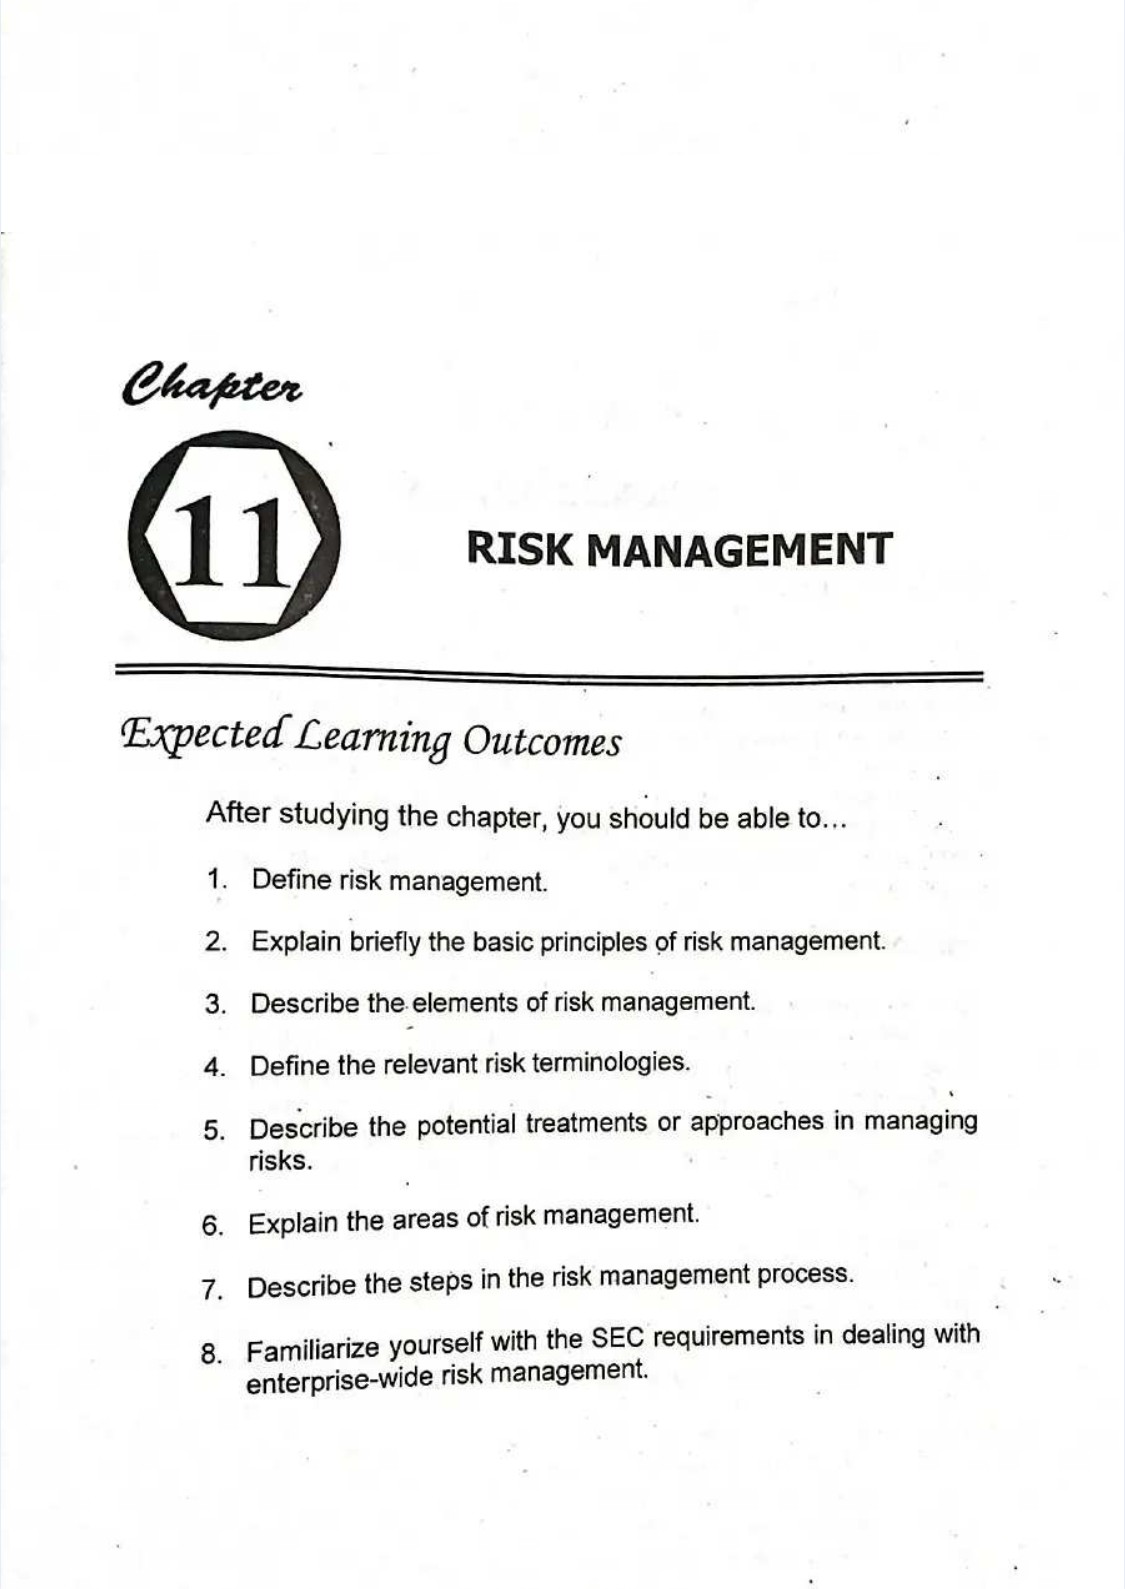 Chapter
11
RISK MANAGEMENT
Expected Learning Outcomes
After studying the chapter, you should be able to...
1. Define risk management.
2. Explain briefly the basic principles of risk management.
3. Describe the elements of risk management.
4. Define the relevant risk terminologies.
5. Describe the potential treatments or approaches in managing
risks.
6. Explain the areas of risk management.
7. Describe the steps in the risk management process.
8. Familiarize yourself with the SEC requirements in dealing with
enterprise-wide risk management.